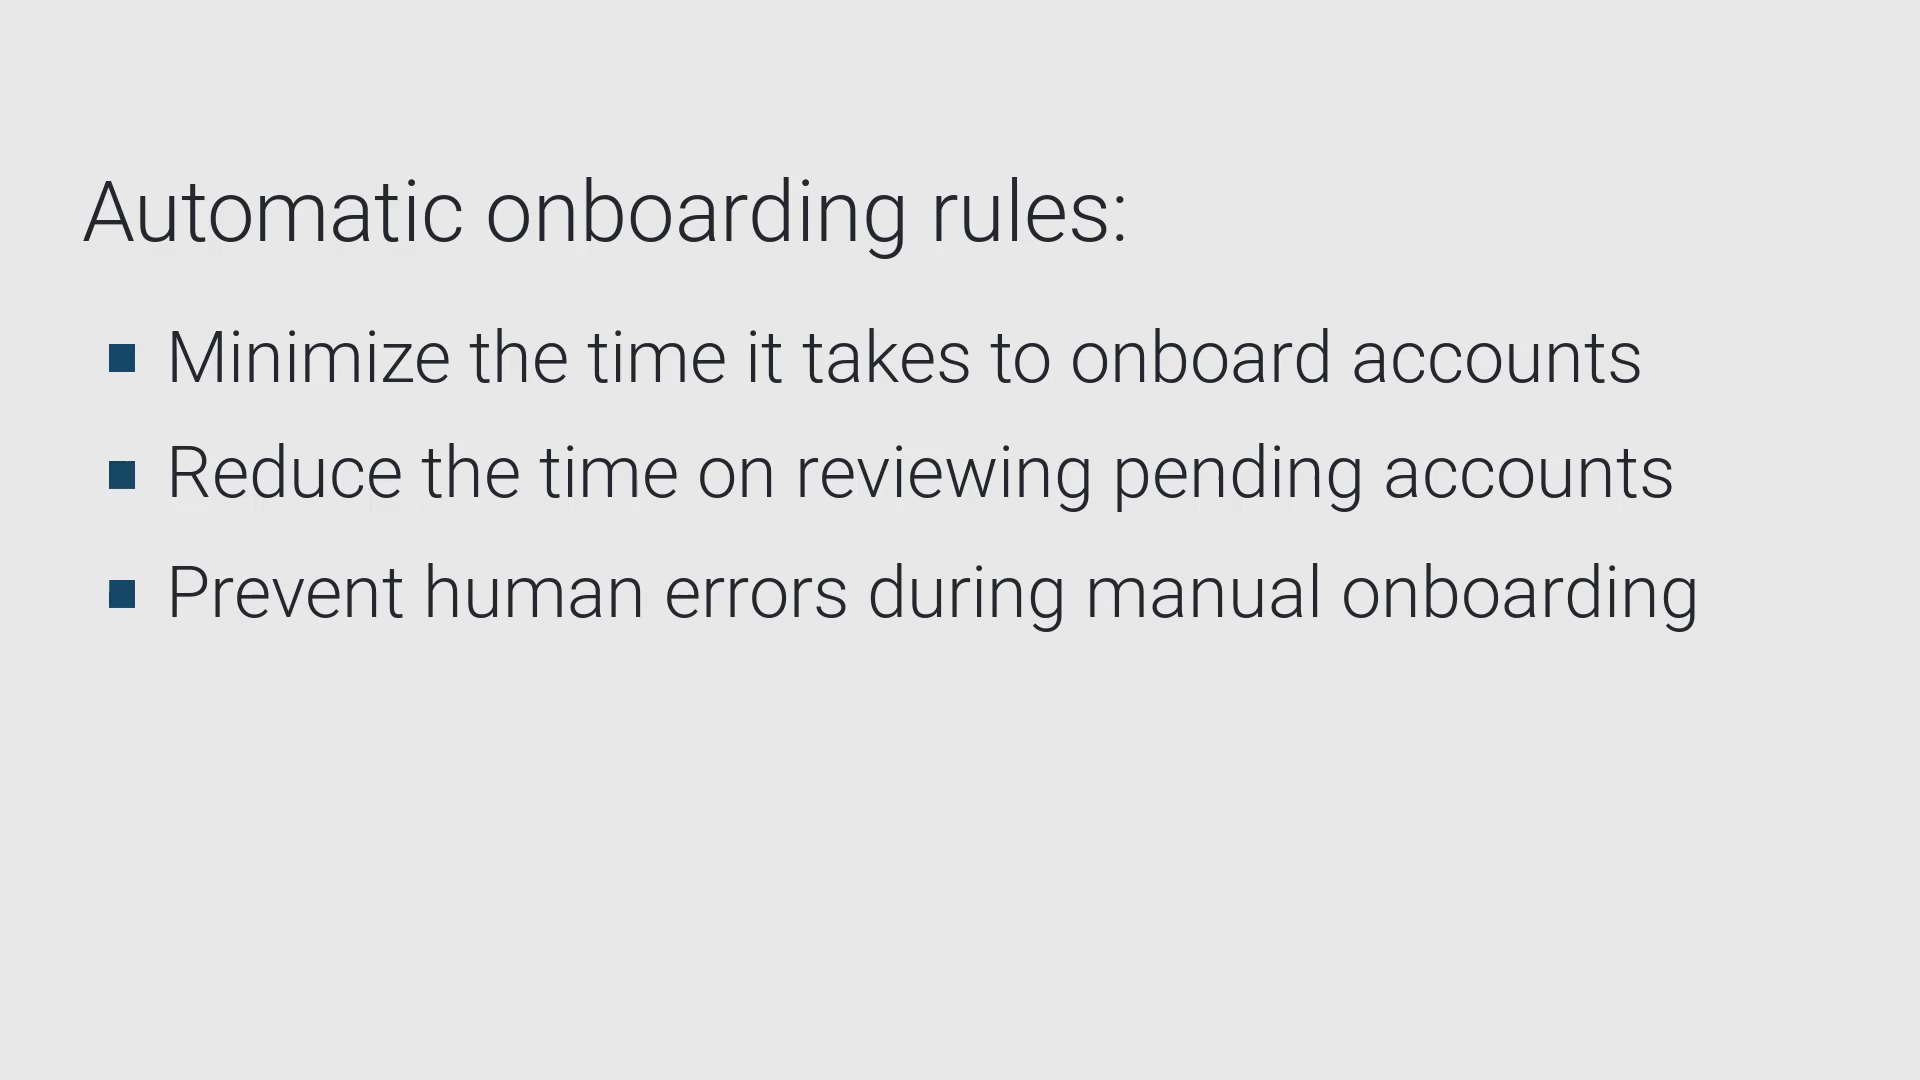 Automatic onboarding rules:
Minimize the time it takes to onboard accounts
Reduce the time on reviewing pending accounts
Prevent human errors during manual onboarding